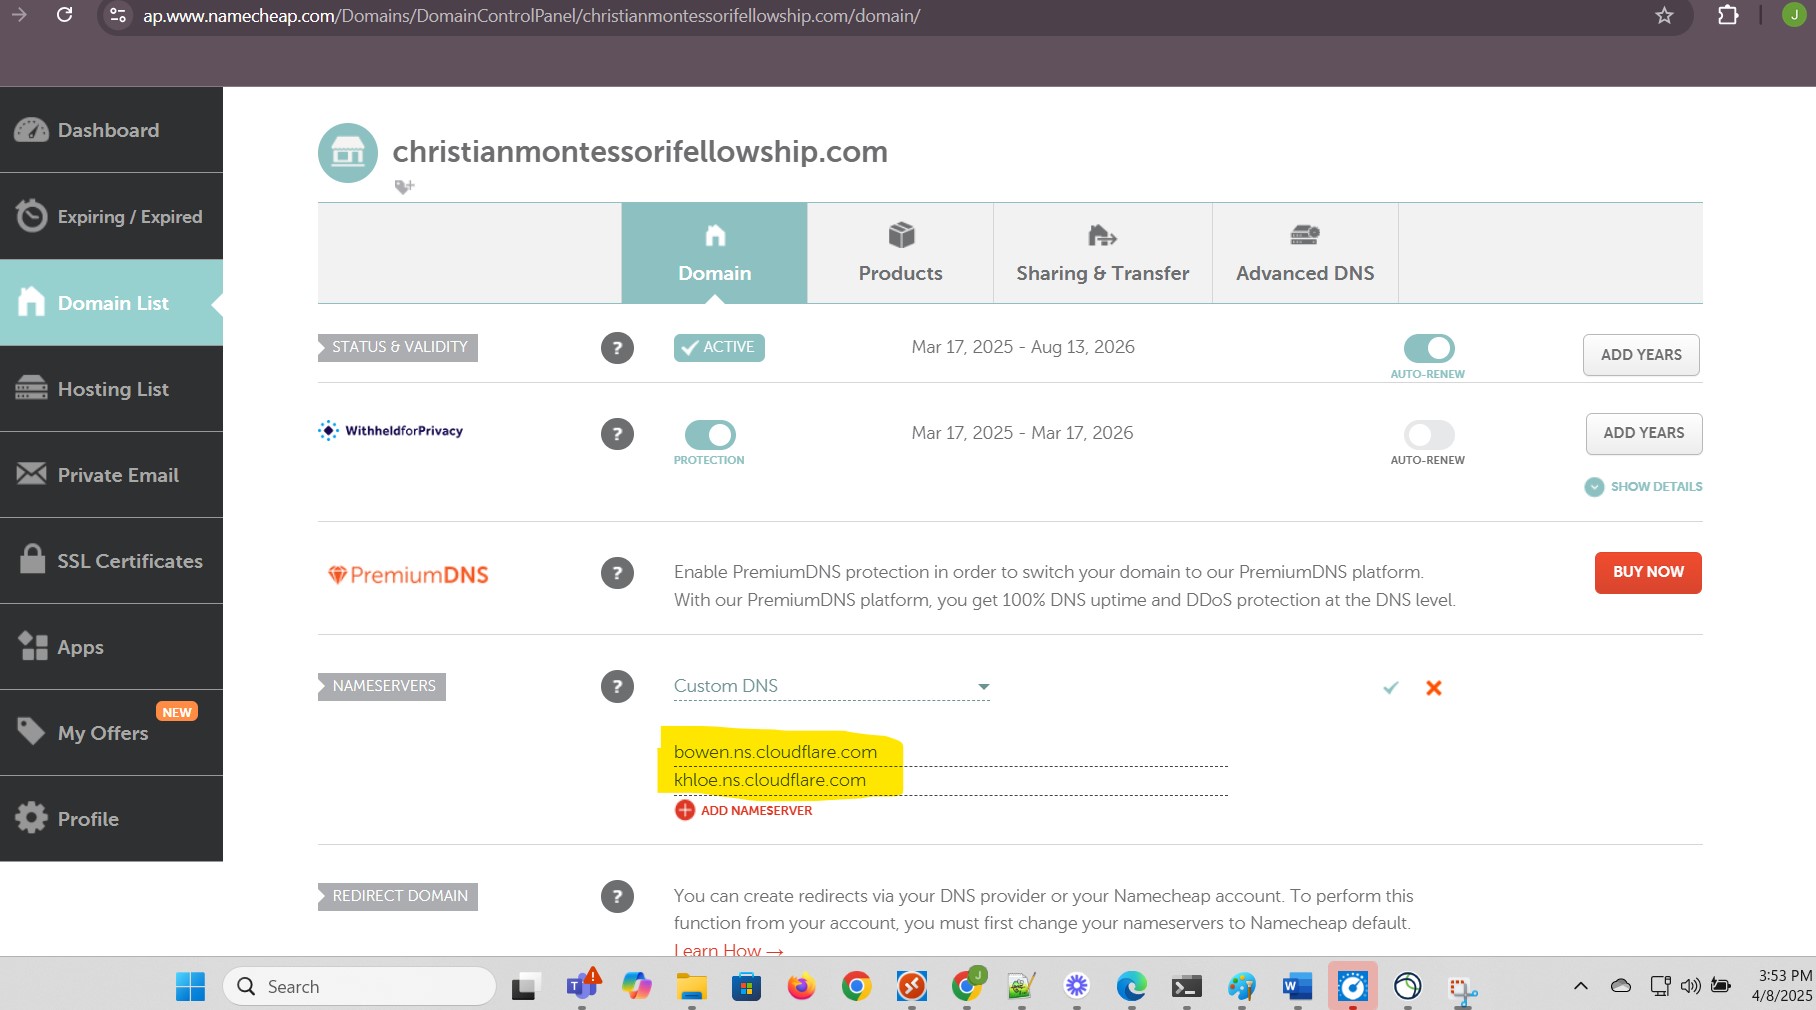 ap.www.namecheap.com/Domains/DomainControlPanel/christianmontessorifellowship.com/domain/
J
Dashboard
Expiring / Expired
Domain List
Hosting List
Private Email
SSL Certificates
Apps
NEW
My Offers
Profile
christianmontessorifellowship.com
Domain
Products
Sharing & Transfer
Advanced DNS
STATUS & VALIDITY
?
ACTIVE
Mar 17, 2025 - Aug 13, 2026
AUTO-RENEW
ADD YEARS
WithheldforPrivacy
?
PROTECTION
Mar 17, 2025 - Mar 17, 2026
AUTO-RENEW
ADD YEARS
SHOW DETAILS
PremiumDNS
?
Enable PremiumDNS protection in order to switch your domain to our PremiumDNS platform.
With our PremiumDNS platform, you get 100% DNS uptime and DDoS protection at the DNS level.
BUY NOW
NAMESERVERS
?
Custom DNS
bowen.ns.cloudflare.com
khloe.ns.cloudflare.com
ADD NAMESERVER
REDIRECT DOMAIN
?
You can create redirects via your DNS provider or your Namecheap account. To perform this
function from your account, you must first change your nameservers to Namecheap default.
Learn How →
Search
3:53 PM
4/8/2025